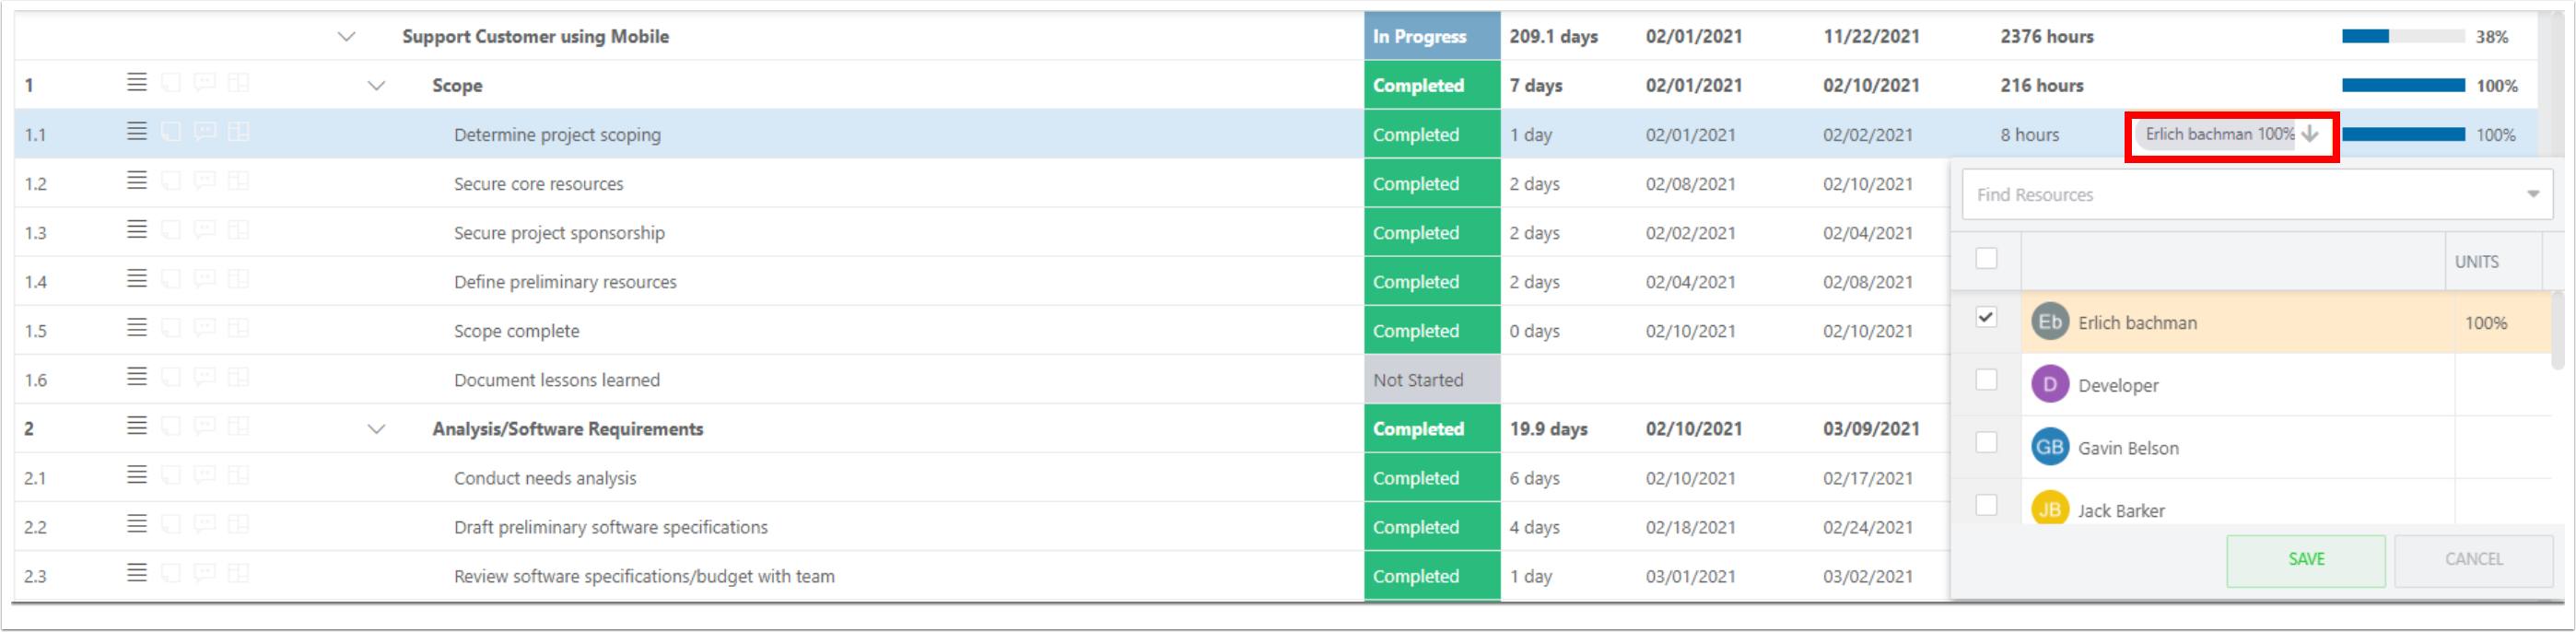 Support Customer using Mobile In Progress 209.1 days 02/01/2021 11/22/2021 2376 hours 38%
1 Scope Completed 7 days 02/01/2021 02/10/2021 216 hours 100%
1.1 Determine project scoping Completed 1 day 02/01/2021 02/02/2021 8 hours Erlich bachman 100% 100%
1.2 Secure core resources Completed 2 days 02/08/2021 02/10/2021
1.3 Secure project sponsorship Completed 2 days 02/02/2021 02/04/2021
1.4 Define preliminary resources Completed 2 days 02/04/2021 02/08/2021
1.5 Scope complete Completed 0 days 02/10/2021 02/10/2021
1.6 Document lessons learned Not Started
2 Analysis/Software Requirements Completed 19.9 days 02/10/2021 03/09/2021
2.1 Conduct needs analysis Completed 6 days 02/10/2021 02/17/2021
2.2 Draft preliminary software specifications Completed 4 days 02/18/2021 02/24/2021
2.3 Review software specifications/budget with team Completed 1 day 03/01/2021 03/02/2021
Find Resources
UNITS
Eb Erlich bachman 100%
D Developer
GB Gavin Belson
JB Jack Barker
SAVE CANCEL